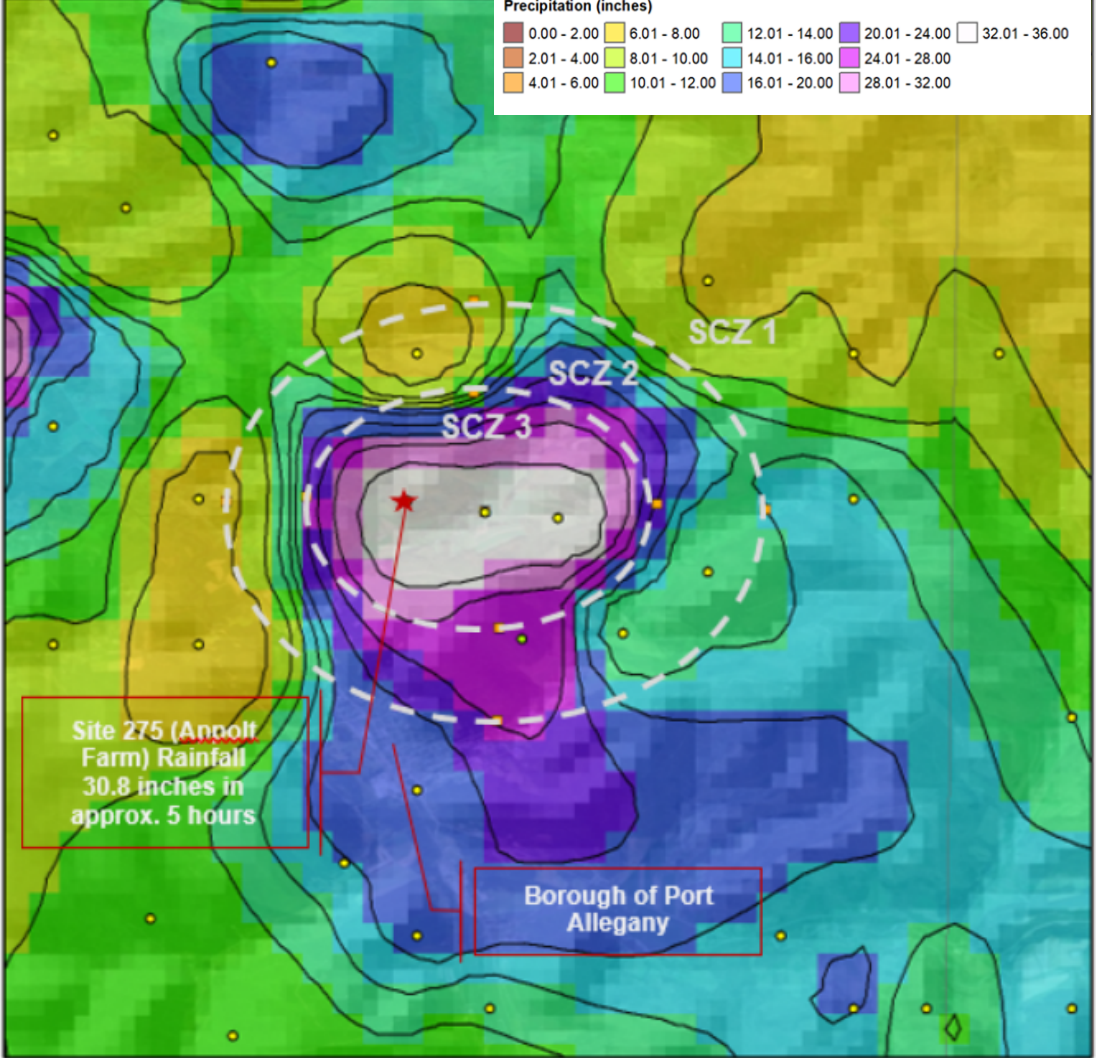 Precipitation (inches)
0.00 - 2.00 6.01 - 8.00 12.01 - 14.00 20.01 - 24.00 32.01 - 36.00
2.01 - 4.00 8.01 - 10.00 14.01 - 16.00 24.01 - 28.00
4.01 - 6.00 10.01 - 12.00 16.01 - 20.00 28.01 - 32.00
SCZ 1
SCZ 2
SCZ 3
Site 275 (Appolt
Farm) Rainfall
30.8 inches in
approx. 5 hours
Borough of Port
Allegany